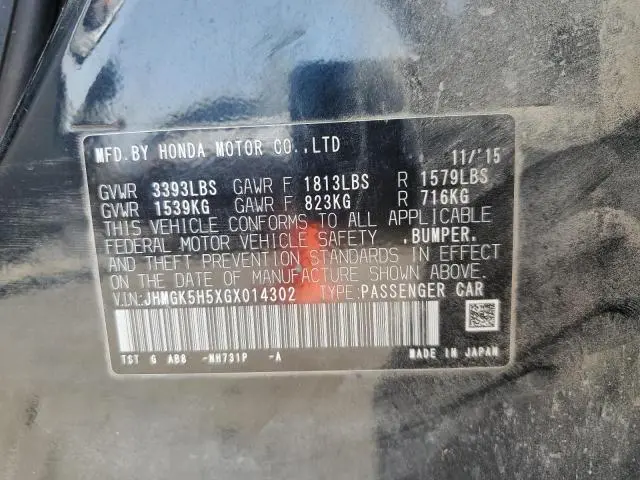 MFD.BY HONDA MOTOR CO.,LTD 11/'15
GVWR 3393LBS GAWR F 1813LBS R 1579LBS
GVWR 1539KG GAWR F 823KG R 716KG
THIS VEHICLE CONFORMS TO ALL APPLICABLE
FEDERAL MOTOR VEHICLE SAFETY ,BUMPER,
AND THEFT PREVENTION STANDARDS IN EFFECT
ON THE DATE OF MANUFACTURE SHOWN ABOVE.
V.I.N:JHMGK5H5XGX014302 TYPE:PASSENGER CAR
TST G AB8 -NH731P -A MADE IN JAPAN